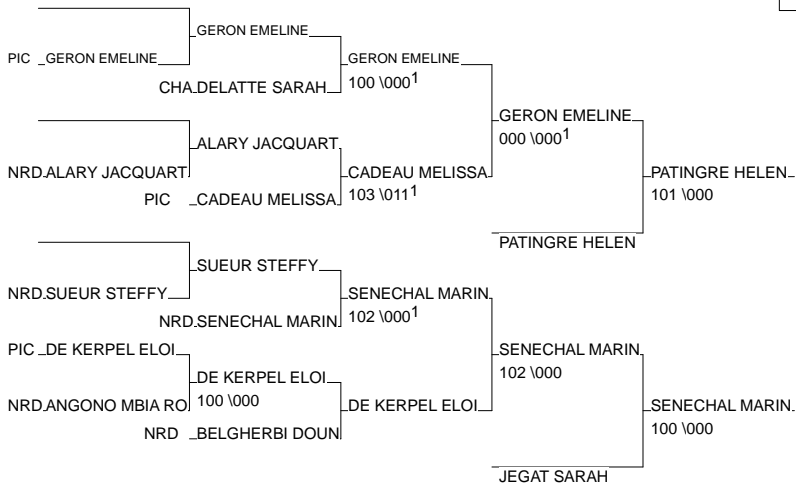 GERON EMELINE
PIC GERON EMELINE GERON EMELINE
CHA. DELATTE SARAH 100 \000 1
GERON EMELINE
000 \000 1
ALARY JACQUART
NRD. ALARY JACQUART CADEAU MELISSA PATINGRE HELEN
PIC CADEAU MELISSA 103 \011 1 101 \000
PATINGRE HELEN
SUEUR STEFFY
NRD. SUEUR STEFFY SENECHAL MARIN
NRD. SENECHAL MARIN 102 \000 1
PIC DE KERPEL ELOI SENECHAL MARIN
102 \000
DE KERPEL ELOI
100 \000
NRD. ANGONO MBIA RO DE KERPEL ELOI SENECHAL MARIN
NRD BELGHERBI DOUN 100 \000
JEGAT SARAH